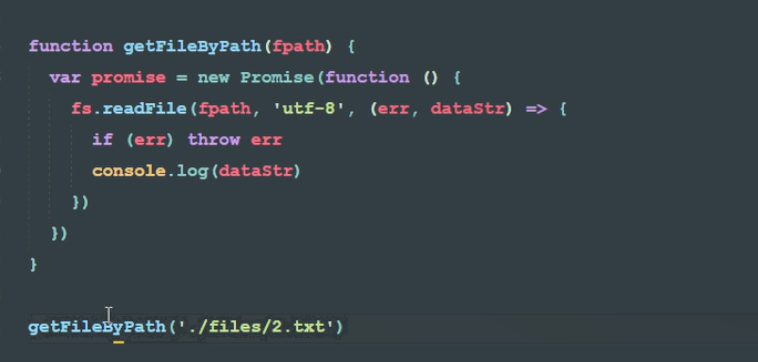 function getFileByPath(fpath) {
var promise = new Promise(function () {
fs.readFile(fpath, 'utf-8', (err, dataStr) => {
if (err) throw err
console.log(dataStr)
})
})
}
getFileByPath('./files/2.txt')